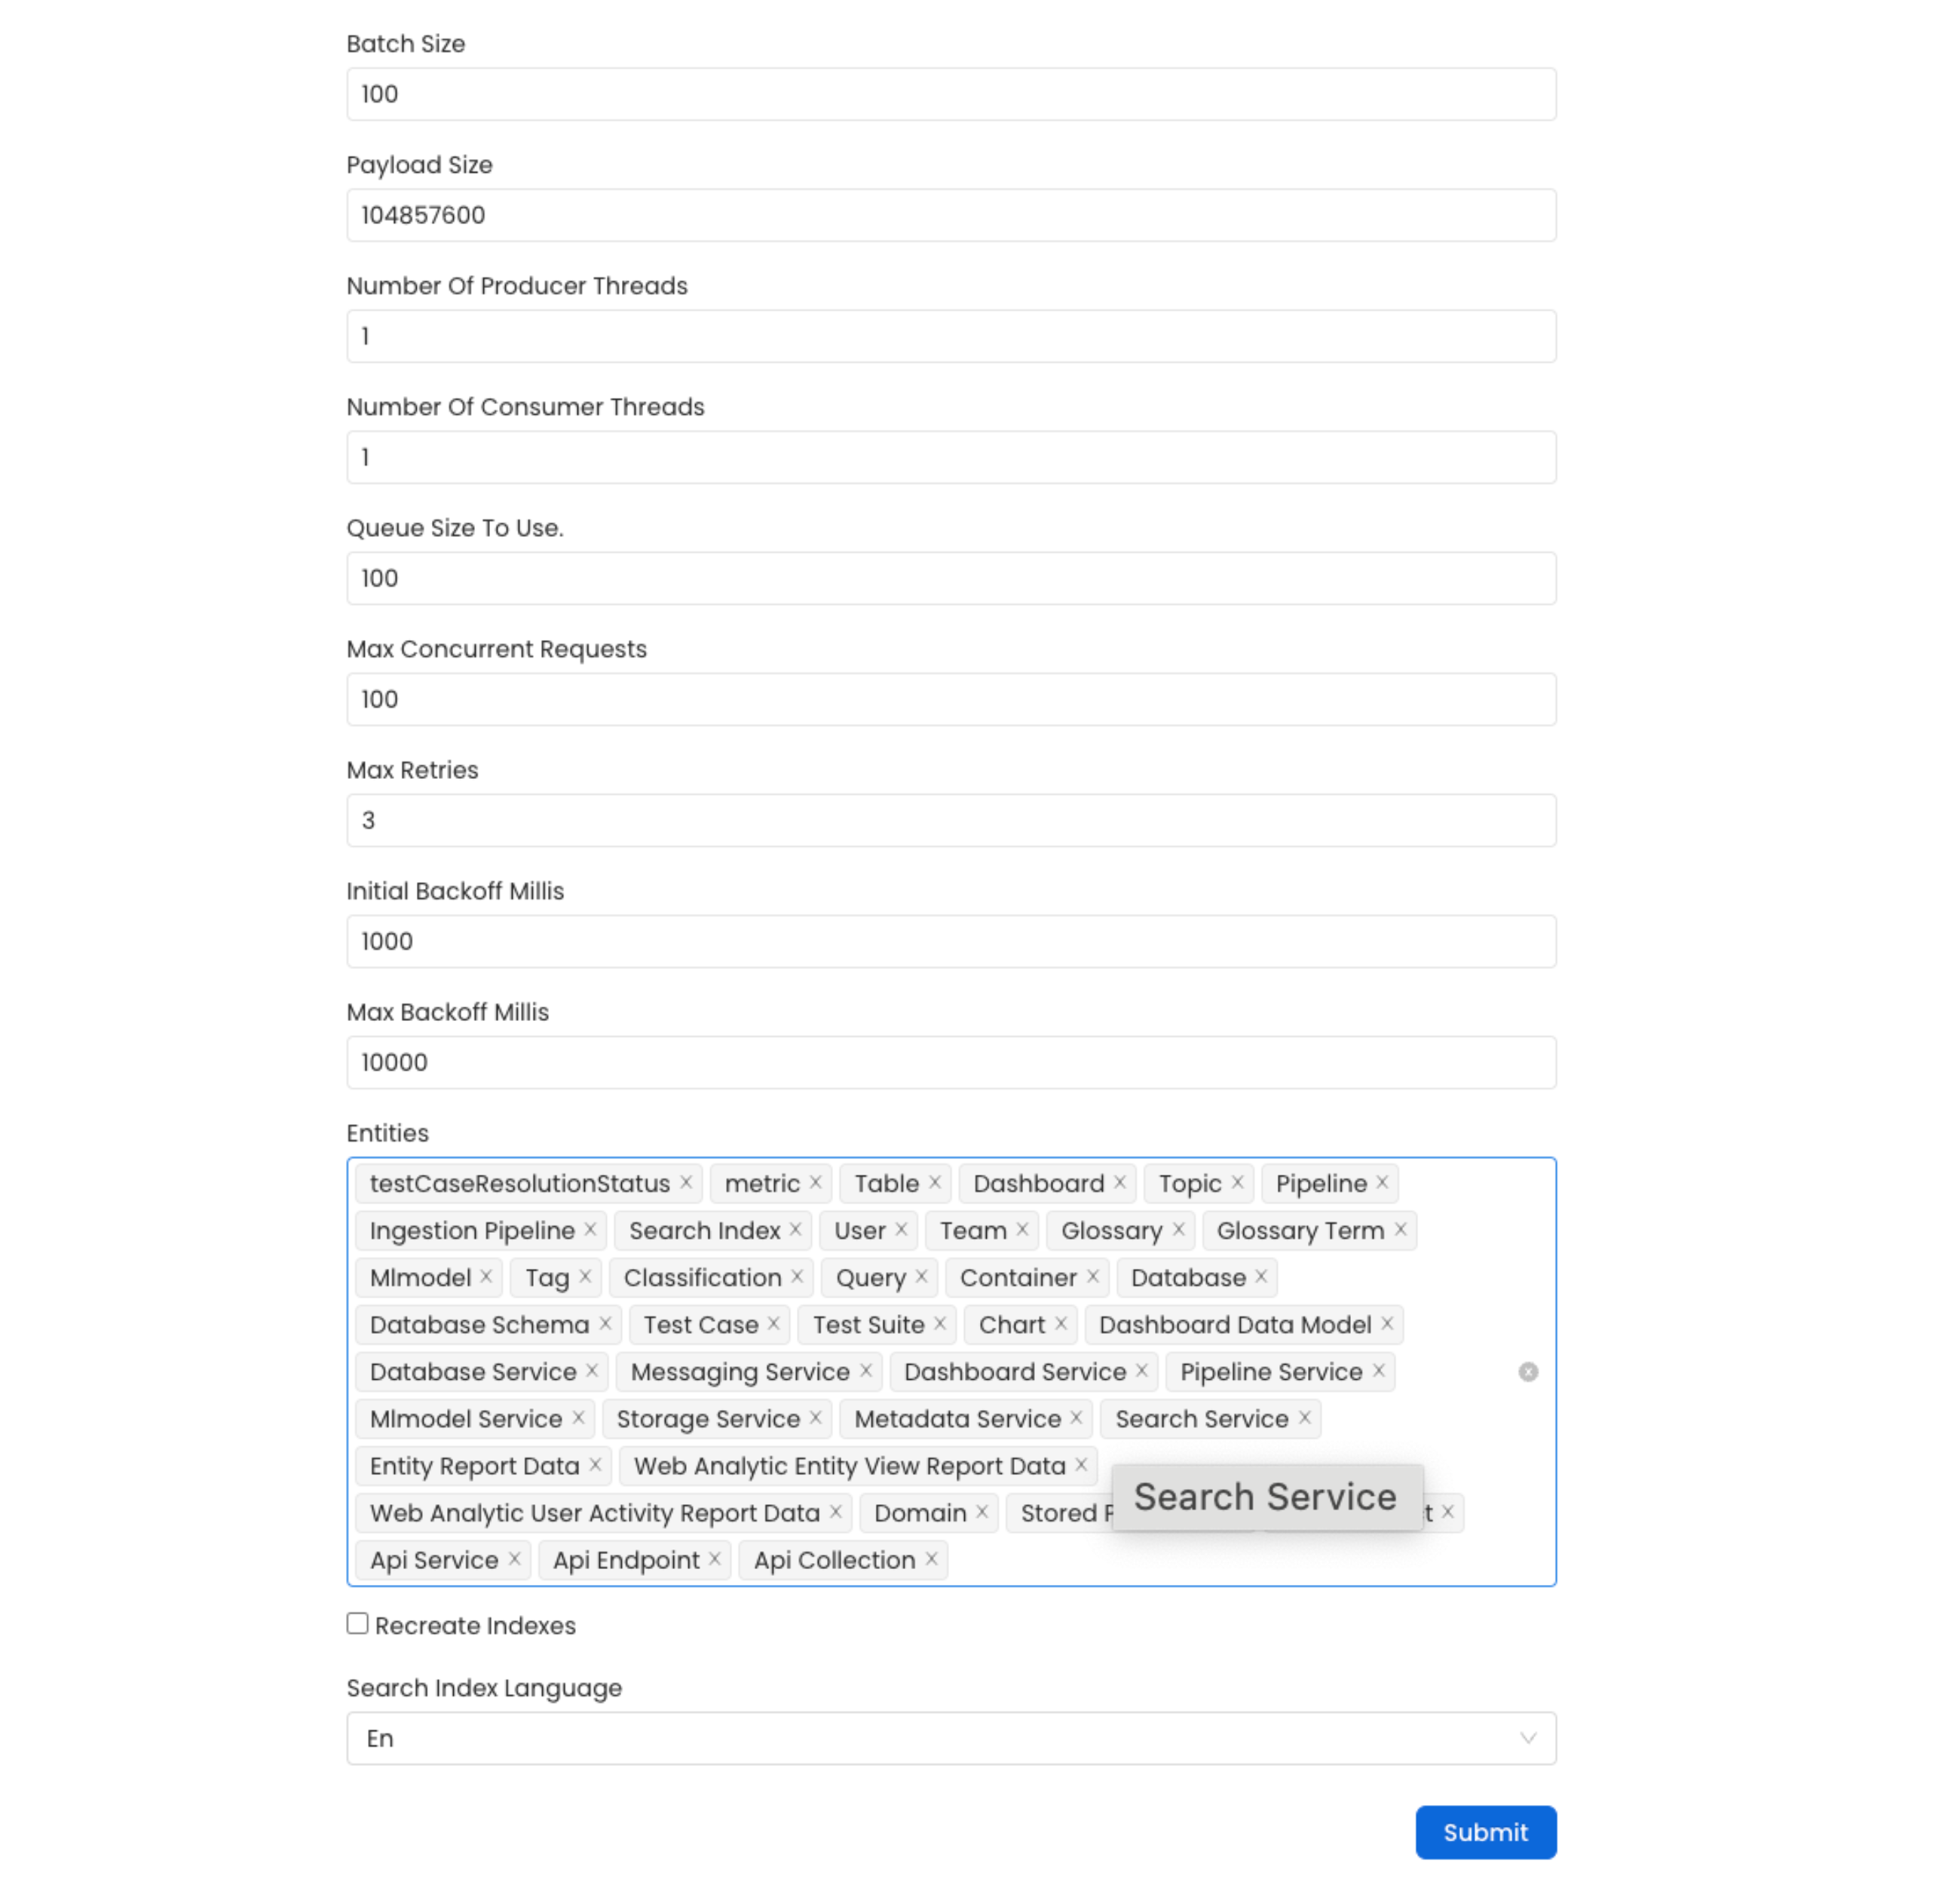 Batch Size
100
Payload Size
104857600
Number Of Producer Threads
1
Number Of Consumer Threads
1
Queue Size To Use.
100
Max Concurrent Requests
100
Max Retries
3
Initial Backoff Millis
1000
Max Backoff Millis
10000
Entities
testCaseResolutionStatus metric Table Dashboard Topic Pipeline
Ingestion Pipeline Search Index User Team Glossary Glossary Term
Mlmodel Tag Classification Query Container Database
Database Schema Test Case Test Suite Chart Dashboard Data Model
Database Service Messaging Service Dashboard Service Pipeline Service
Mlmodel Service Storage Service Metadata Service Search Service
Entity Report Data Web Analytic Entity View Report Data
Search Service
Web Analytic User Activity Report Data Domain Stored
Api Service Api Endpoint Api Collection
Recreate Indexes
Search Index Language
En
Submit